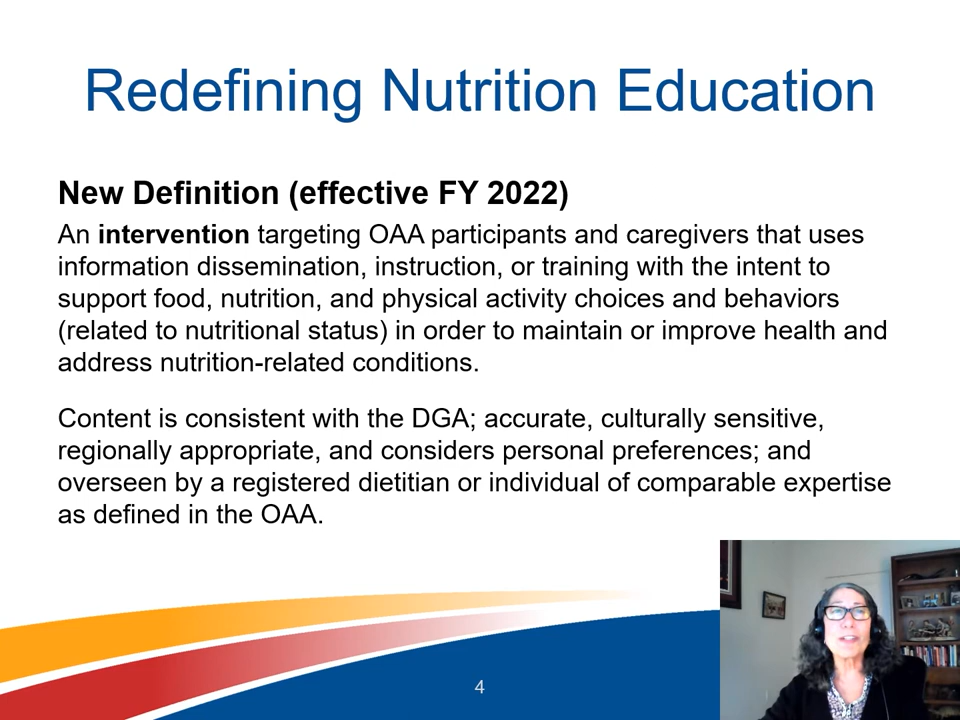 Redefining Nutrition Education
New Definition (effective FY 2022)
An intervention targeting OAA participants and caregivers that uses
information dissemination, instruction, or training with the intent to
support food, nutrition, and physical activity choices and behaviors
(related to nutritional status) in order to maintain or improve health and
address nutrition-related conditions.
Content is consistent with the DGA; accurate, culturally sensitive,
regionally appropriate, and considers personal preferences; and
overseen by a registered dietitian or individual of comparable expertise
as defined in the OAA.
4